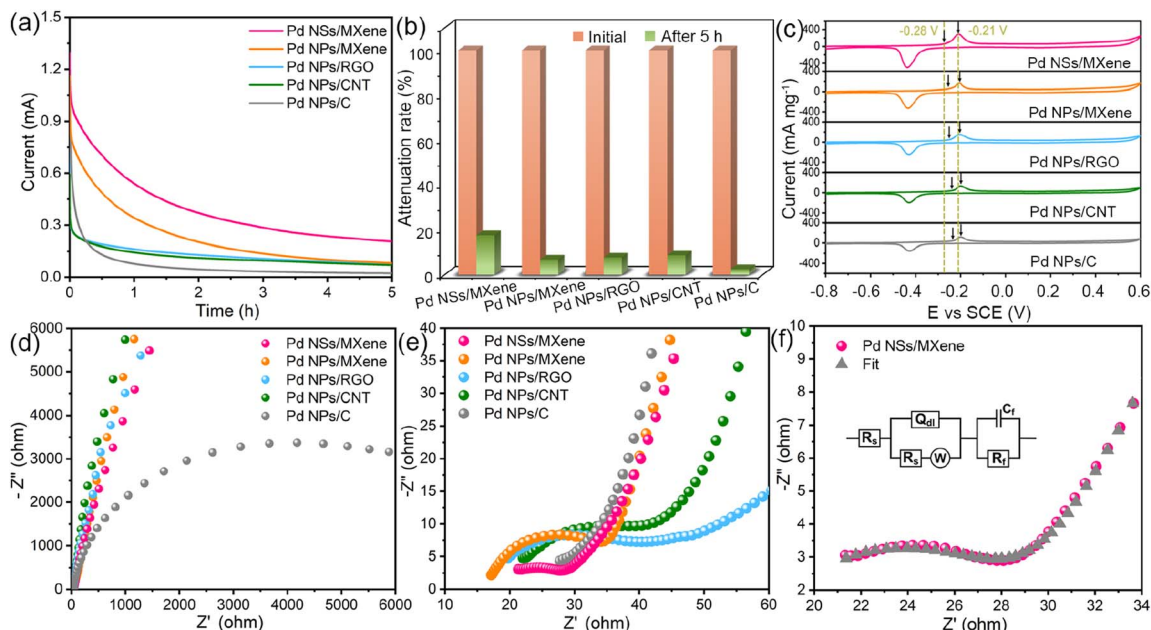 (a)
Current (mA)
1.5
1.2
0.9
0.6
0.3
0.0
0 1 2 3 4 5
Time (h)
Pd NSs/MXene
Pd NPs/MXene
Pd NPs/RGO
Pd NPs/CNT
Pd NPs/C
(b)
Attenuation rate (%)
100
80
60
40
20
0
Initial After 5 h
Pd NSs/MXene Pd NPs/MXene Pd NPs/RGO Pd NPs/CNT Pd NPs/C
(c)
Current (mA mg⁻¹)
400
0
-400
-0.28 V -0.21 V
Pd NSs/MXene
400
0
-400
Pd NPs/MXene
400
0
-400
Pd NPs/RGO
400
0
-400
Pd NPs/CNT
400
0
-400
Pd NPs/C
-0.8 -0.6 -0.4 -0.2 0.0 0.2 0.4 0.6
E vs SCE (V)
(d)
-Z'' (ohm)
6000
5000
4000
3000
2000
1000
0
0 1000 2000 3000 4000 5000 6000
Z' (ohm)
Pd NSs/MXene
Pd NPs/MXene
Pd NPs/RGO
Pd NPs/CNT
Pd NPs/C
(e)
-Z'' (ohm)
40
35
30
25
20
15
10
5
0
10 20 30 40 50 60
Z' (ohm)
Pd NSs/MXene
Pd NPs/MXene
Pd NPs/RGO
Pd NPs/CNT
Pd NPs/C
(f)
-Z'' (ohm)
10
8
6
4
2
20 22 24 26 28 30 32 34
Z' (ohm)
Pd NSs/MXene
Fit
Rs Qdl Rs W Cf Rf